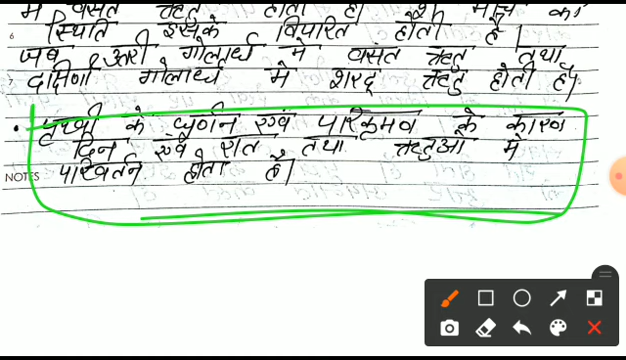 में वसंत ऋतु होती है। 21 मार्च को
स्थिति इसके विपरित होती है।
जब उत्तरी गोलार्ध में वसंत ऋतु तथा
दक्षिणी गोलार्ध में शरद ऋतु होती है।
• पृथ्वी के घूर्णन एवं परिक्रमण के कारण
दिन एवं रात तथा ऋतुओं में
NOTES परिवर्तन होता है।